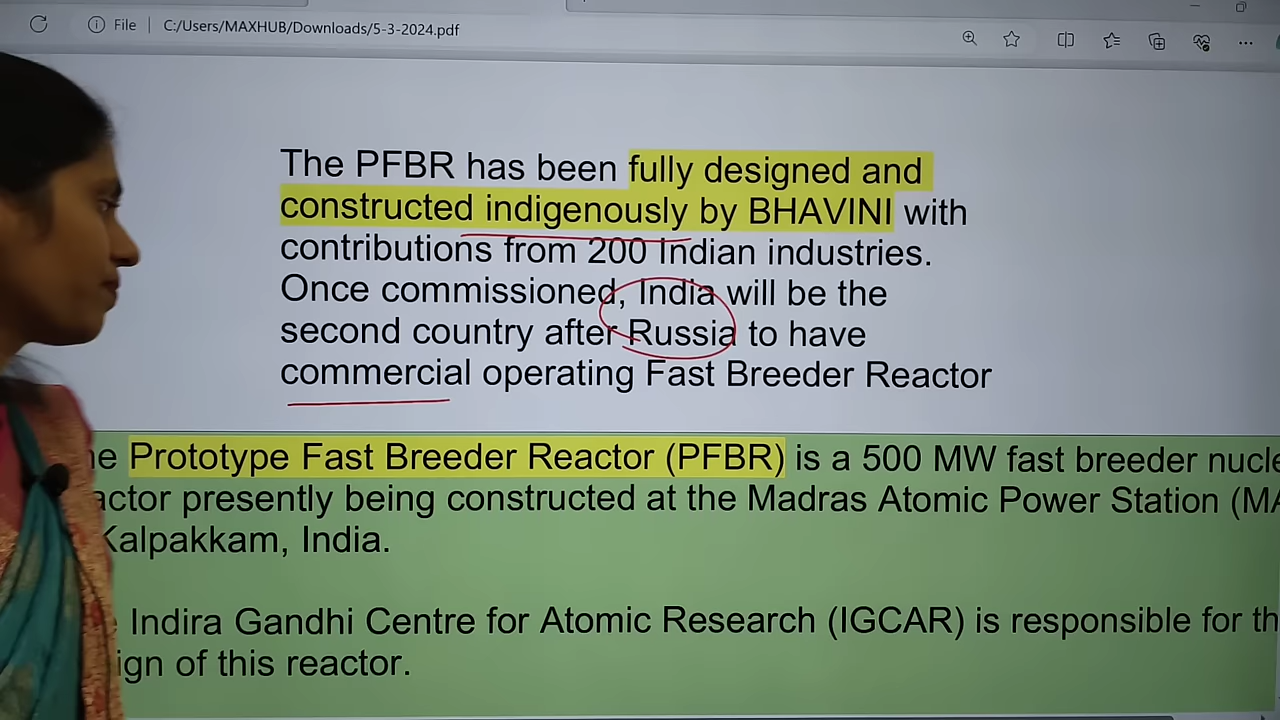 File C:/Users/MAXHUB/Downloads/5-3-2024.pdf
The PFBR has been fully designed and
constructed indigenously by BHAVINI with
contributions from 200 Indian industries.
Once commissioned, India will be the
second country after Russia to have
commercial operating Fast Breeder Reactor
Prototype Fast Breeder Reactor (PFBR) is a 500 MW fast breeder
presently being constructed at the Madras Atomic Power Station
Kalpakkam, India.
Indira Gandhi Centre for Atomic Research (IGCAR) is responsible for
of this reactor.